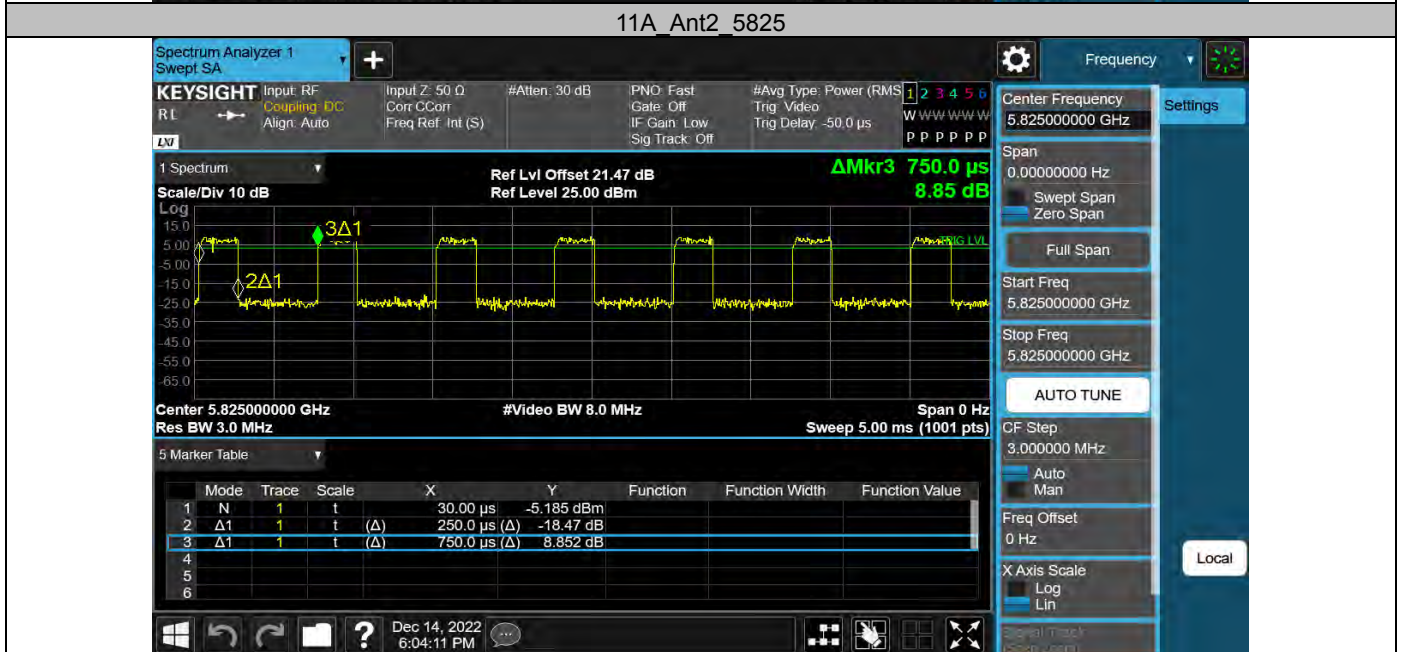 11A_Ant2_5825
Spectrum Analyzer 1
Swept SA
+
Frequency
KEYSIGHT
Input: RF
Coupling: DC
Align: Auto
RL
LXI
Input Z: 50 Ω
Corr CCorr
Freq Ref: Int (S)
#Atten: 30 dB
PNO: Fast
Gate: Off
IF Gain: Low
Sig Track: Off
#Avg Type: Power (RMS
Trig: Video
Trig Delay: -50.0 µs
1 2 3 4 5 6
W W W W W W
P P P P P P
1 Spectrum
Scale/Div 10 dB
Ref Lvl Offset 21.47 dB
Ref Level 25.00 dBm
ΔMkr3 750.0 µs
8.85 dB
Log
15.0
5.00
-5.00
-15.0
-25.0
-35.0
-45.0
-55.0
-65.0
1
2Δ1
3Δ1
TRIG LVL
Center 5.825000000 GHz
#Video BW 8.0 MHz
Span 0 Hz
Res BW 3.0 MHz
Sweep 5.00 ms (1001 pts)
5 Marker Table
Mode Trace Scale X Y Function Function Width Function Value
1 N 1 t 30.00 µs -5.185 dBm
2 Δ1 1 t (Δ) 250.0 µs (Δ) -18.47 dB
3 Δ1 1 t (Δ) 750.0 µs (Δ) 8.852 dB
4
5
6
?
Dec 14, 2022
6:04:11 PM
Center Frequency
5.825000000 GHz
Settings
Span
0.00000000 Hz
Swept Span
Zero Span
Full Span
Start Freq
5.825000000 GHz
Stop Freq
5.825000000 GHz
AUTO TUNE
CF Step
3.000000 MHz
Auto
Man
Freq Offset
0 Hz
X Axis Scale
Log
Lin
Signal Track
Local